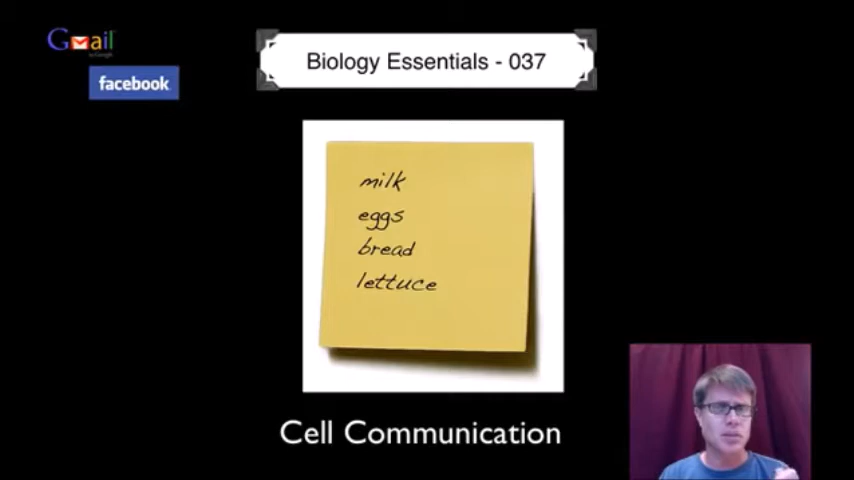 Gmail
facebook
Biology Essentials - 037
milk
eggs
bread
lettuce
Cell Communication